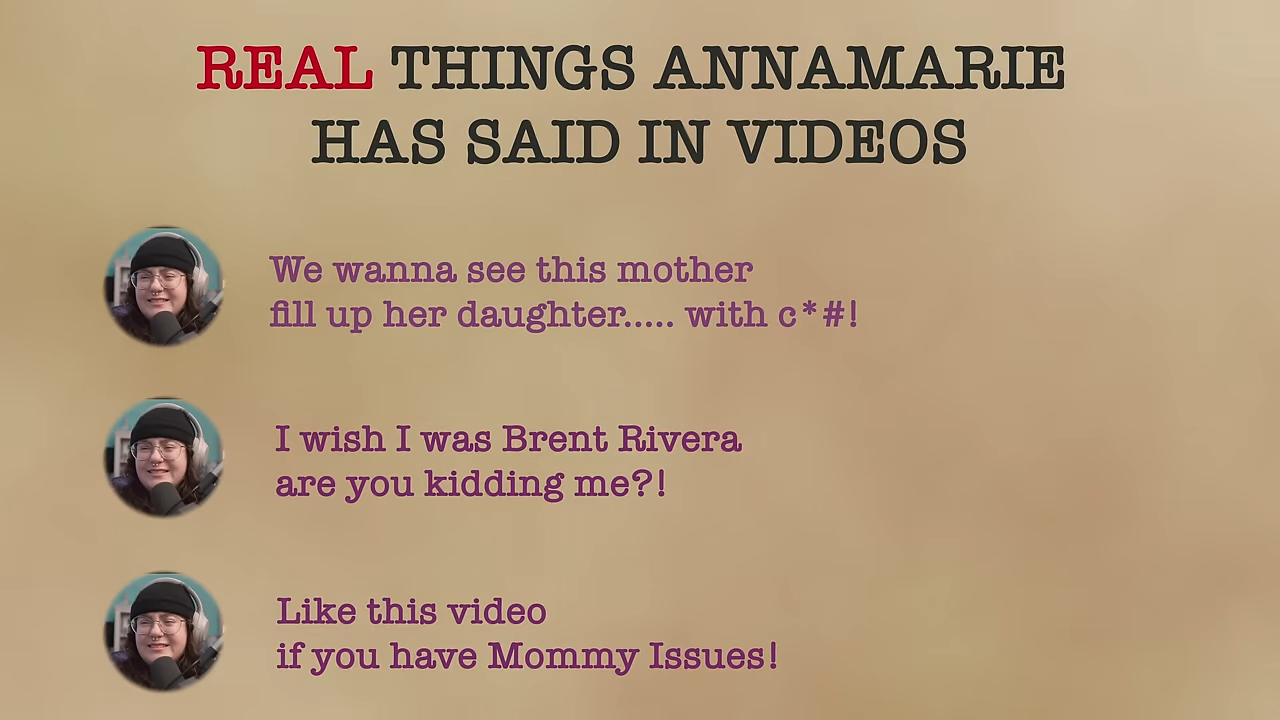 REAL THINGS ANNAMARIE
HAS SAID IN VIDEOS
We wanna see this mother
fill up her daughter..... with c*#!
I wish I was Brent Rivera
are you kidding me?!
Like this video
if you have Mommy Issues!